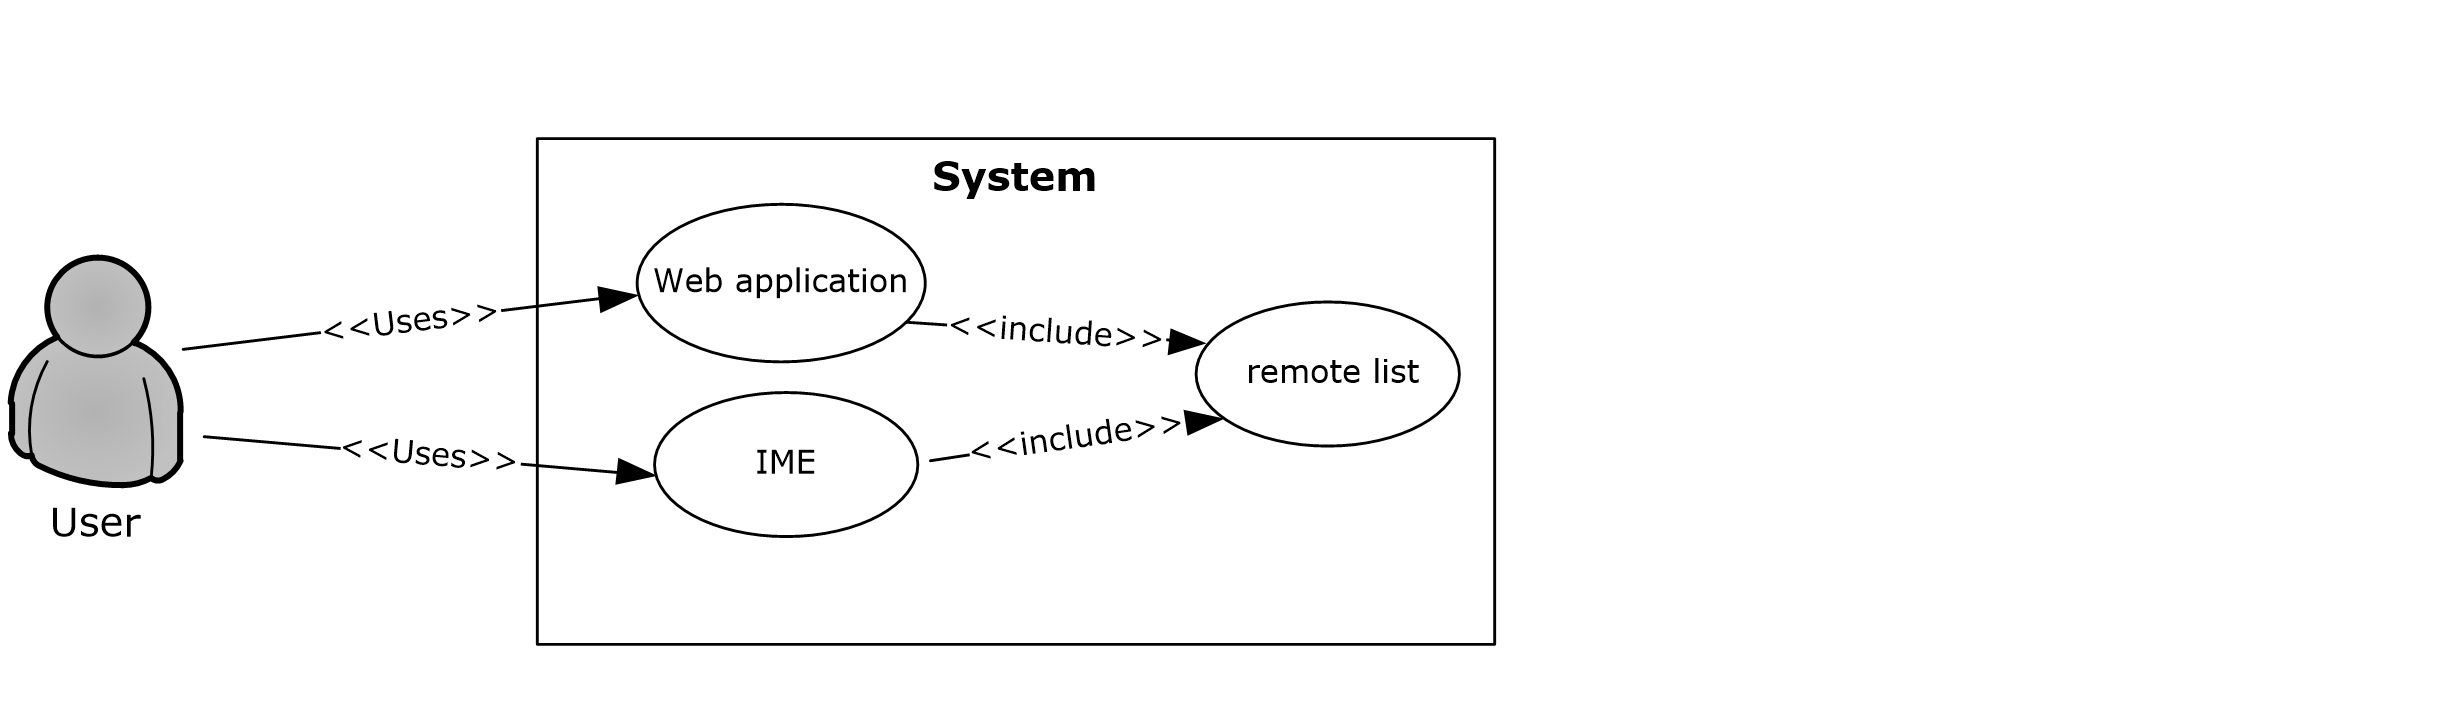 System
Web application
<<Uses>>
<<include>>
remote list
<<Uses>>
<<include>>
IME
User